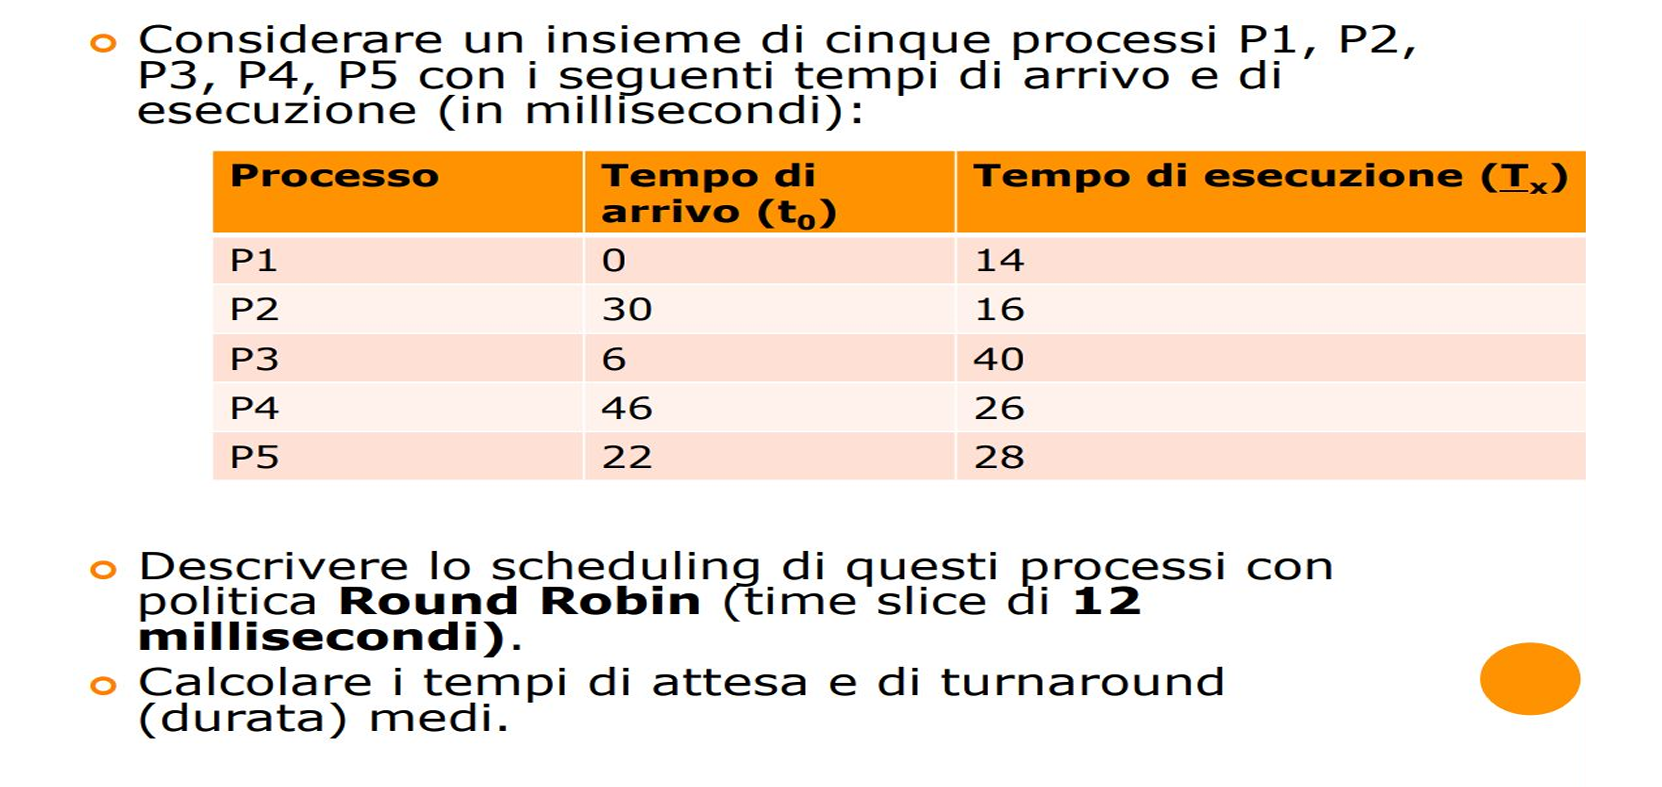 Considerare un insieme di cinque processi P1, P2,
P3, P4, P5 con i seguenti tempi di arrivo e di
esecuzione (in millisecondi):
Processo Tempo di arrivo (t0) Tempo di esecuzione (Tx)
P1 0 14
P2 30 16
P3 6 40
P4 46 26
P5 22 28
Descrivere lo scheduling di questi processi con
politica Round Robin (time slice di 12
millisecondi).
Calcolare i tempi di attesa e di turnaround
(durata) medi.